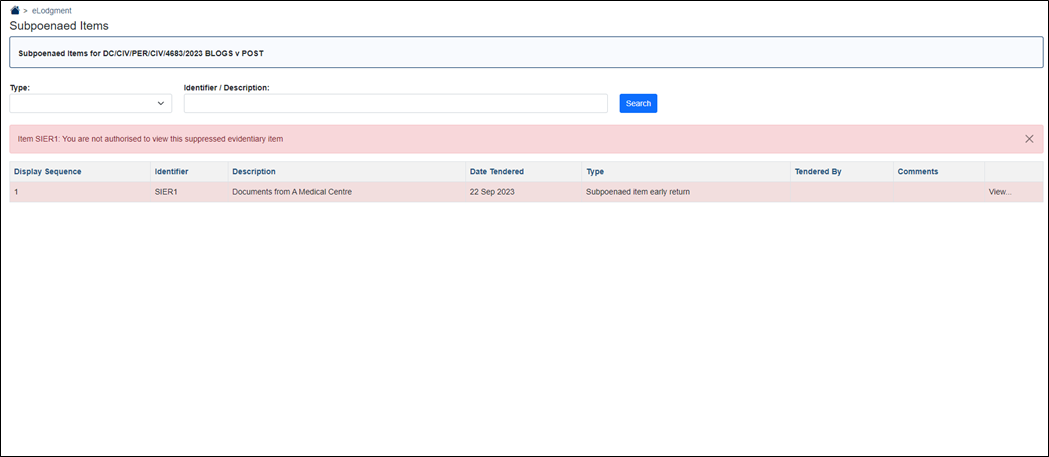 > eLodgment
Subpoenaed Items
Subpoenaed Items for DC/CIV/PER/CIV/4683/2023 BLOGS v POST
Type: Identifier / Description:
Search
Item SIER1: You are not authorised to view this suppressed evidentiary item
Display Sequence Identifier Description Date Tendered Type Tendered By Comments
1 SIER1 Documents from A Medical Centre 22 Sep 2023 Subpoenaed item early return View...